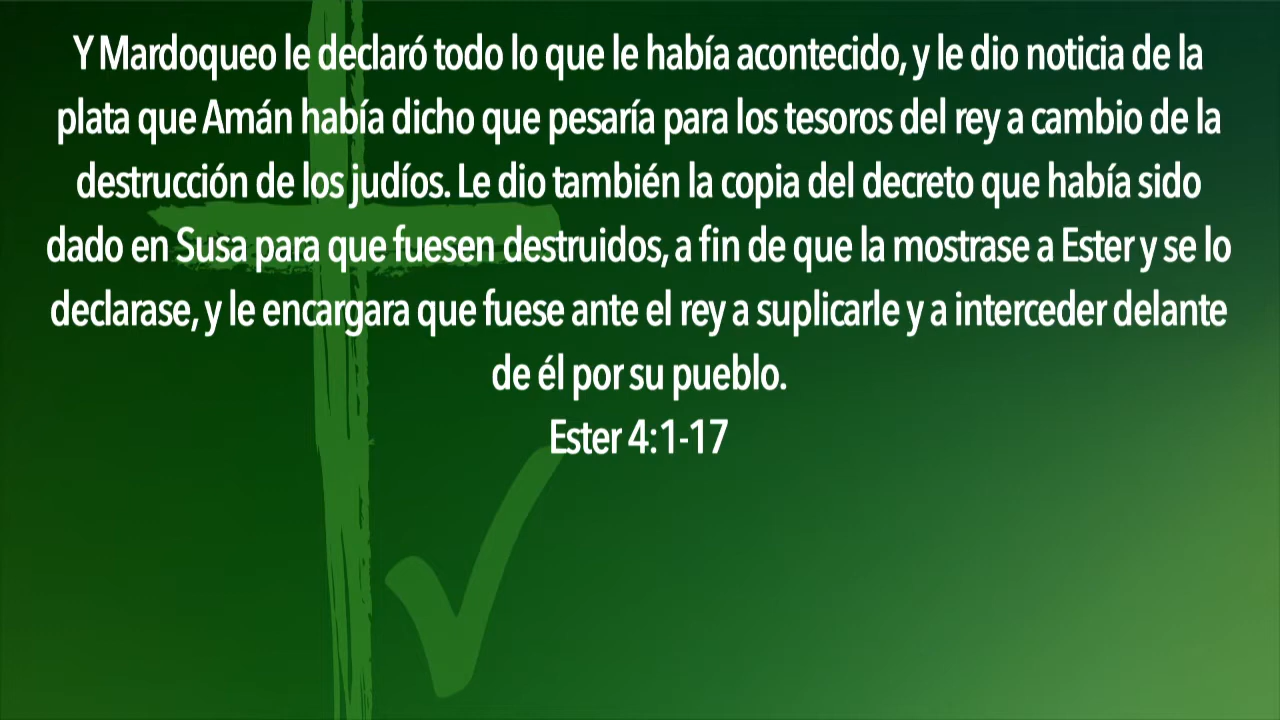 Y Mardoqueo le declaró todo lo que le había acontecido, y le dio noticia de la
plata que Amán había dicho que pesaría para los tesoros del rey a cambio de la
destrucción de los judíos. Le dio también la copia del decreto que había sido
dado en Susa para que fuesen destruidos, a fin de que la mostrase a Ester y se lo
declarase, y le encargara que fuese ante el rey a suplicarle y a interceder delante
de él por su pueblo.
Ester 4:1-17